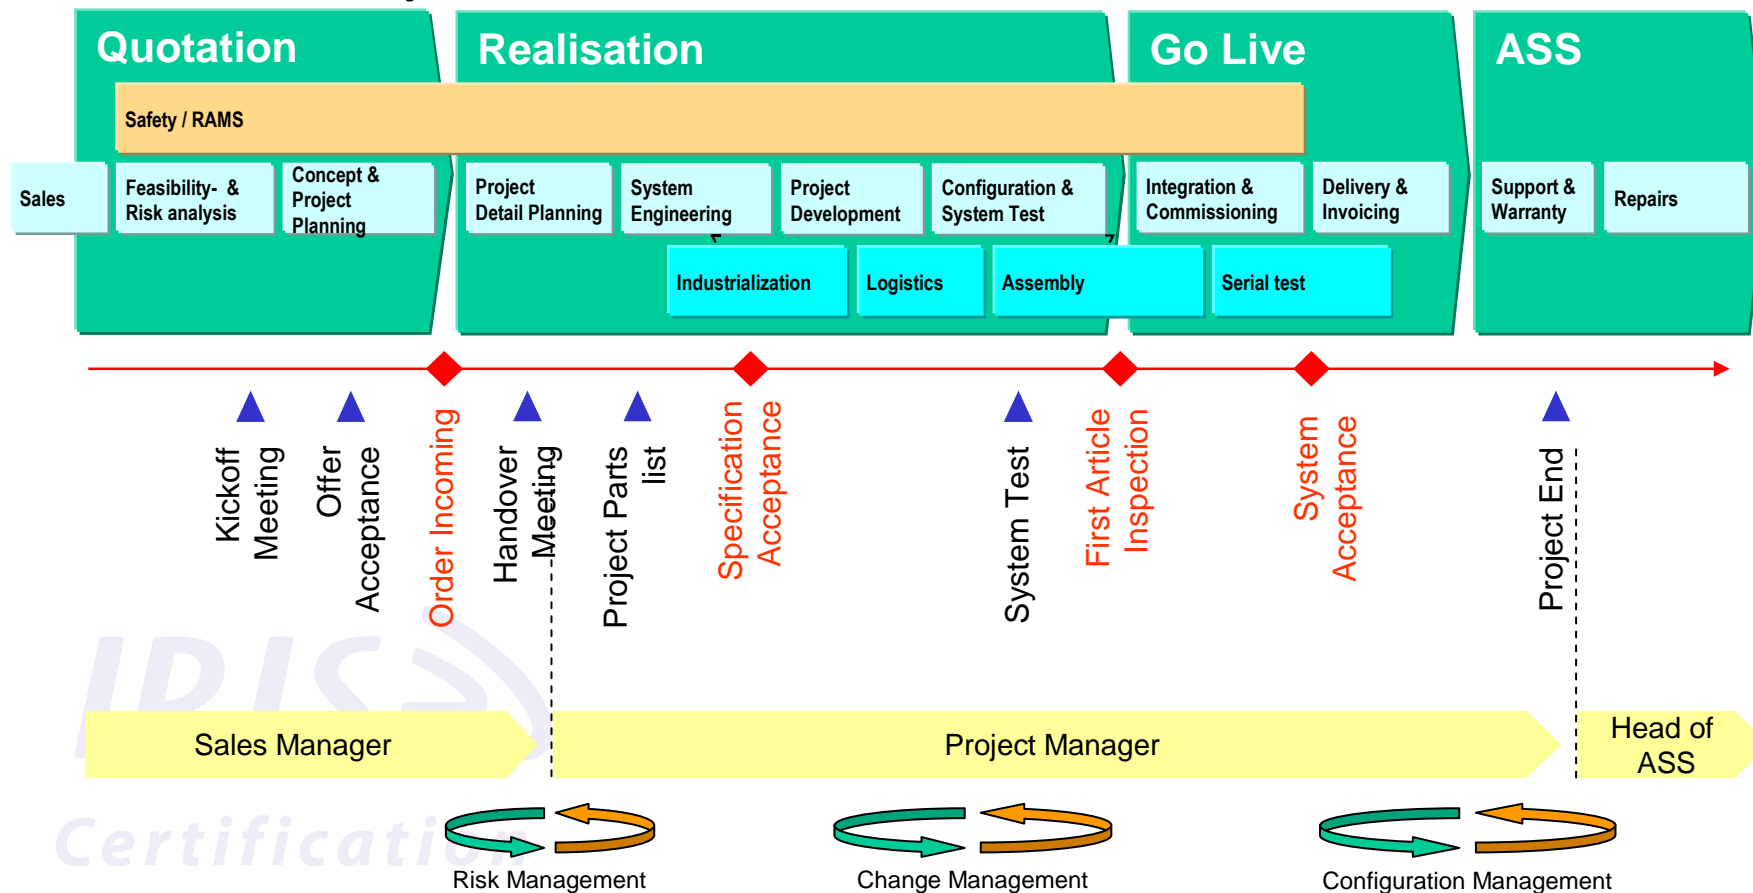 Quotation
Realisation
Go Live
ASS
Safety / RAMS
Sales
Feasibility- &
Risk analysis
Concept &
Project
Planning
Project
Detail Planning
System
Engineering
Project
Development
Configuration &
System Test
Integration &
Commissioning
Delivery &
Invoicing
Support &
Warranty
Repairs
Industrialization
Logistics
Assembly
Serial test
Kickoff
Meeting
Offer
Acceptance
Order Incoming
Handover
Meeting
Project Parts
list
Specification
Acceptance
System Test
First Article
Inspection
System
Acceptance
Project End
IRIS
Certification
Sales Manager
Project Manager
Head of
ASS
Risk Management
Change Management
Configuration Management